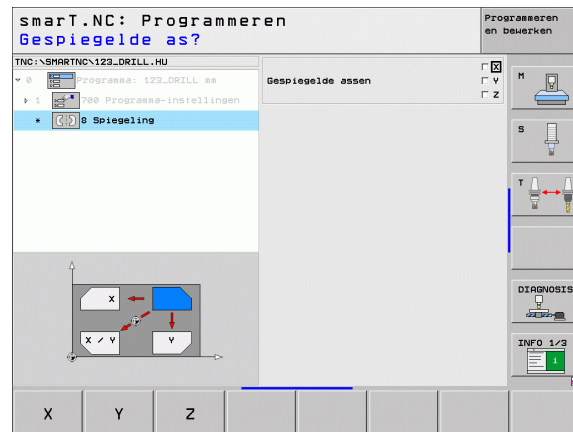 smarT.NC: Programmeren
Gespiegelde as?
Programmeren
en bewerken
TNC:\SMARTNC\123_DRILL.HU
0 Programma: 123_DRILL mm
1 700 Programma-instellingen
* 8 Spiegeling
Gespiegelde assen
X
Y
Z
X
X / Y
Y
M
S
T
DIAGNOSIS
INFO 1/3
1
X
Y
Z